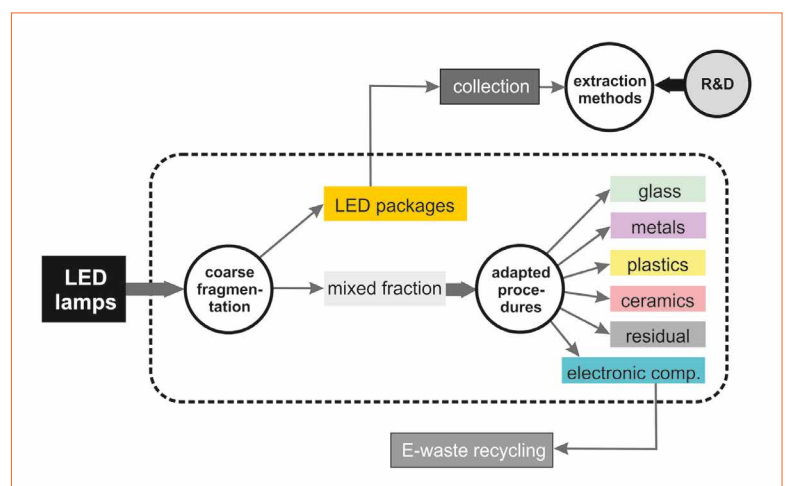 collection
extraction
methods
R&D
LED packages
glass
metals
plastics
ceramics
residual
electronic comp.
LED
lamps
coarse
fragmen-
tation
mixed fraction
adapted
proce-
dures
E-waste recycling